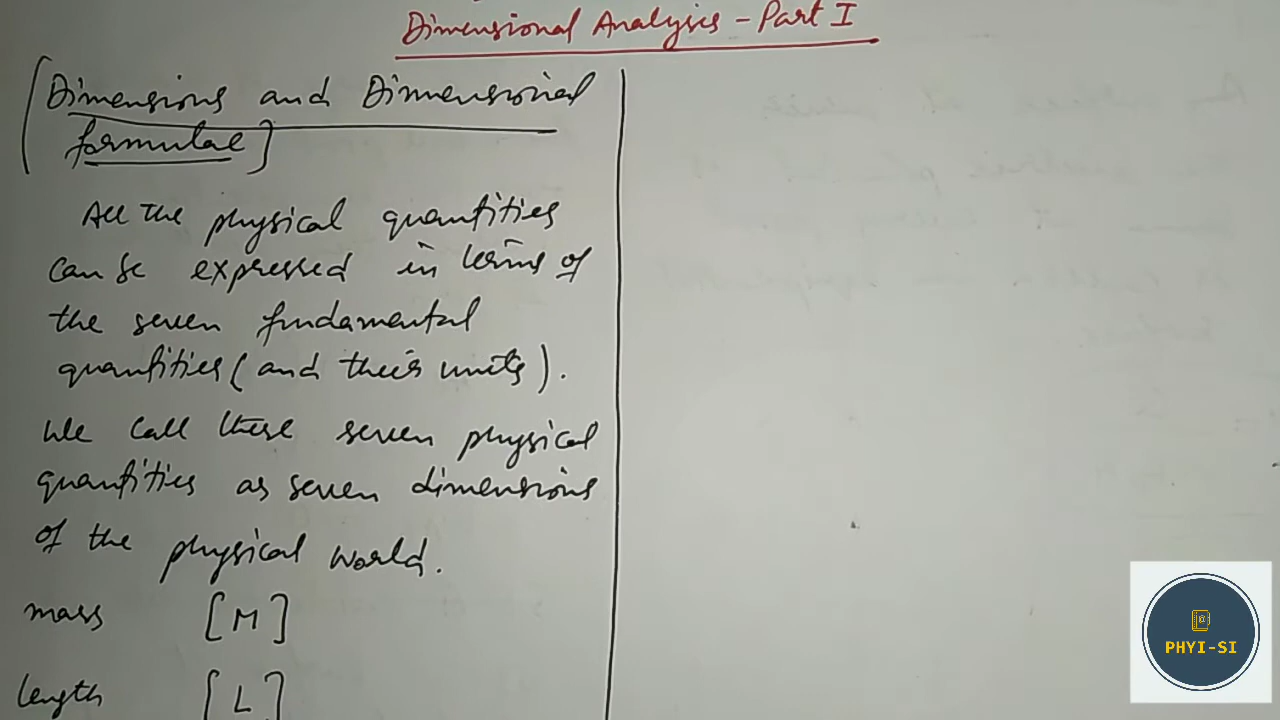 Dimensional Analysis - Part I
[Dimensions and Dimensional
formulae]
All the physical quantities
can be expressed in terms of
the seven fundamental
quantities (and their units).
We call these seven physical
quantities as seven dimensions
of the physical world.
mass [M]
length [L]
PHYI-SI